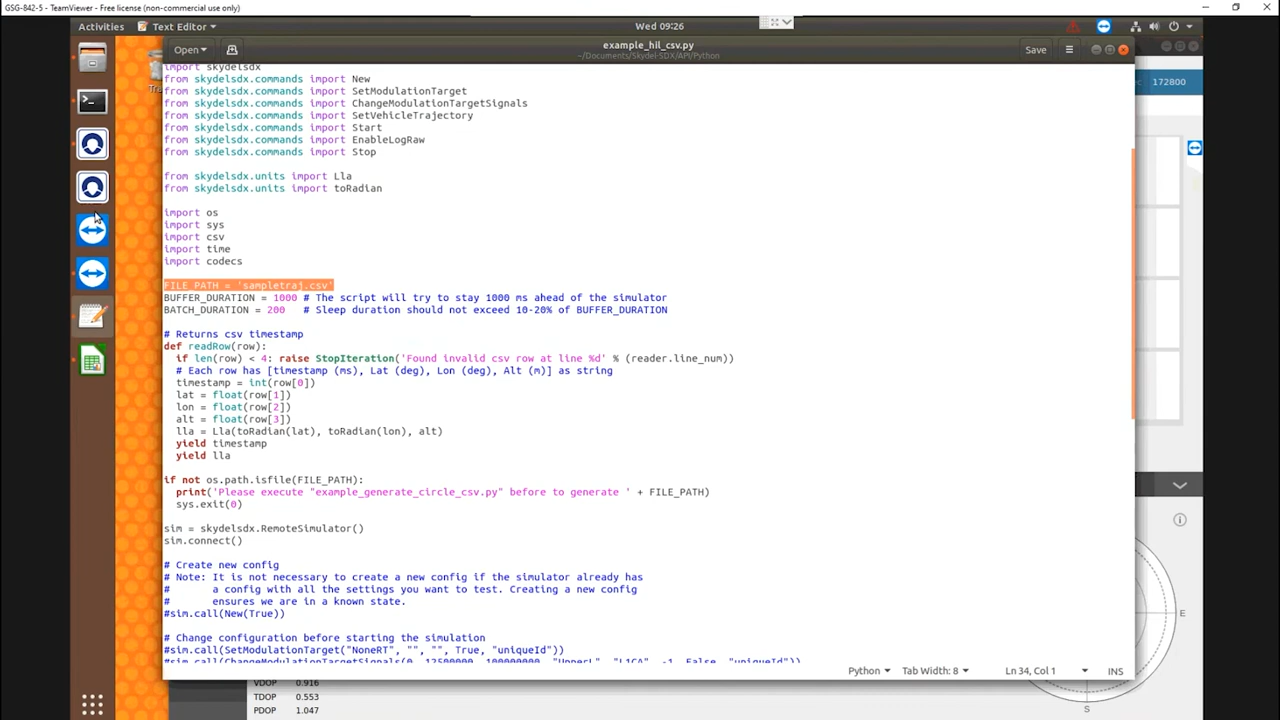 GSG-842-5 - TeamViewer - Free license (non-commercial use only)
Activities
Text Editor
Wed 09:26
Open
example_hil_csv.py
~/Documents/Skydel-SDX/API/Python
Save
import skydelsdx
from skydelsdx.commands import New
from skydelsdx.commands import SetModulationTarget
from skydelsdx.commands import ChangeModulationTargetSignals
from skydelsdx.commands import SetVehicleTrajectory
from skydelsdx.commands import Start
from skydelsdx.commands import EnableLogRaw
from skydelsdx.commands import Stop
from skydelsdx.units import Lla
from skydelsdx.units import toRadian
import os
import sys
import csv
import time
import codecs
FILE_PATH = 'sampletraj.csv'
BUFFER_DURATION = 1000 # The script will try to stay 1000 ms ahead of the simulator
BATCH_DURATION = 200   # Sleep duration should not exceed 10-20% of BUFFER_DURATION
# Returns csv timestamp
def readRow(row):
  if len(row) < 4: raise StopIteration('Found invalid csv row at line %d' % (reader.line_num))
  # Each row has [timestamp (ms), Lat (deg), Lon (deg), Alt (m)] as string
  timestamp = int(row[0])
  lat = float(row[1])
  lon = float(row[2])
  alt = float(row[3])
  lla = Lla(toRadian(lat), toRadian(lon), alt)
  yield timestamp
  yield lla
if not os.path.isfile(FILE_PATH):
  print('Please execute "example_generate_circle_csv.py" before to generate ' + FILE_PATH)
  sys.exit(0)
sim = skydelsdx.RemoteSimulator()
sim.connect()
# Create new config
# Note: It is not necessary to create a new config if the simulator already has
#       a config with all the settings you want to test. Creating a new config
#       ensures we are in a known state.
#sim.call(New(True))
# Change configuration before starting the simulation
#sim.call(SetModulationTarget("NoneRT", "", "", True, "uniqueId"))
#sim.call(ChangeModulationTargetSignals(0, 12500000, 100000000, "UpperL", "L1CA", -1, False, "uniqueId"))
Python
Tab Width: 8
Ln 34, Col 1
INS
172800
E
S
VDOP 0.916
TDOP 0.553
PDOP 1.047